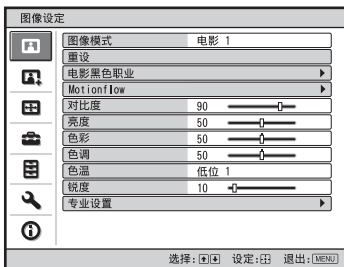 图像设定
图像模式 电影 1
重设
电影黑色职业
Motionflow
对比度 90
亮度 50
色彩 50
色调 50
色温 低位 1
锐度 10
专业设置
选择: 设定: 退出: MENU